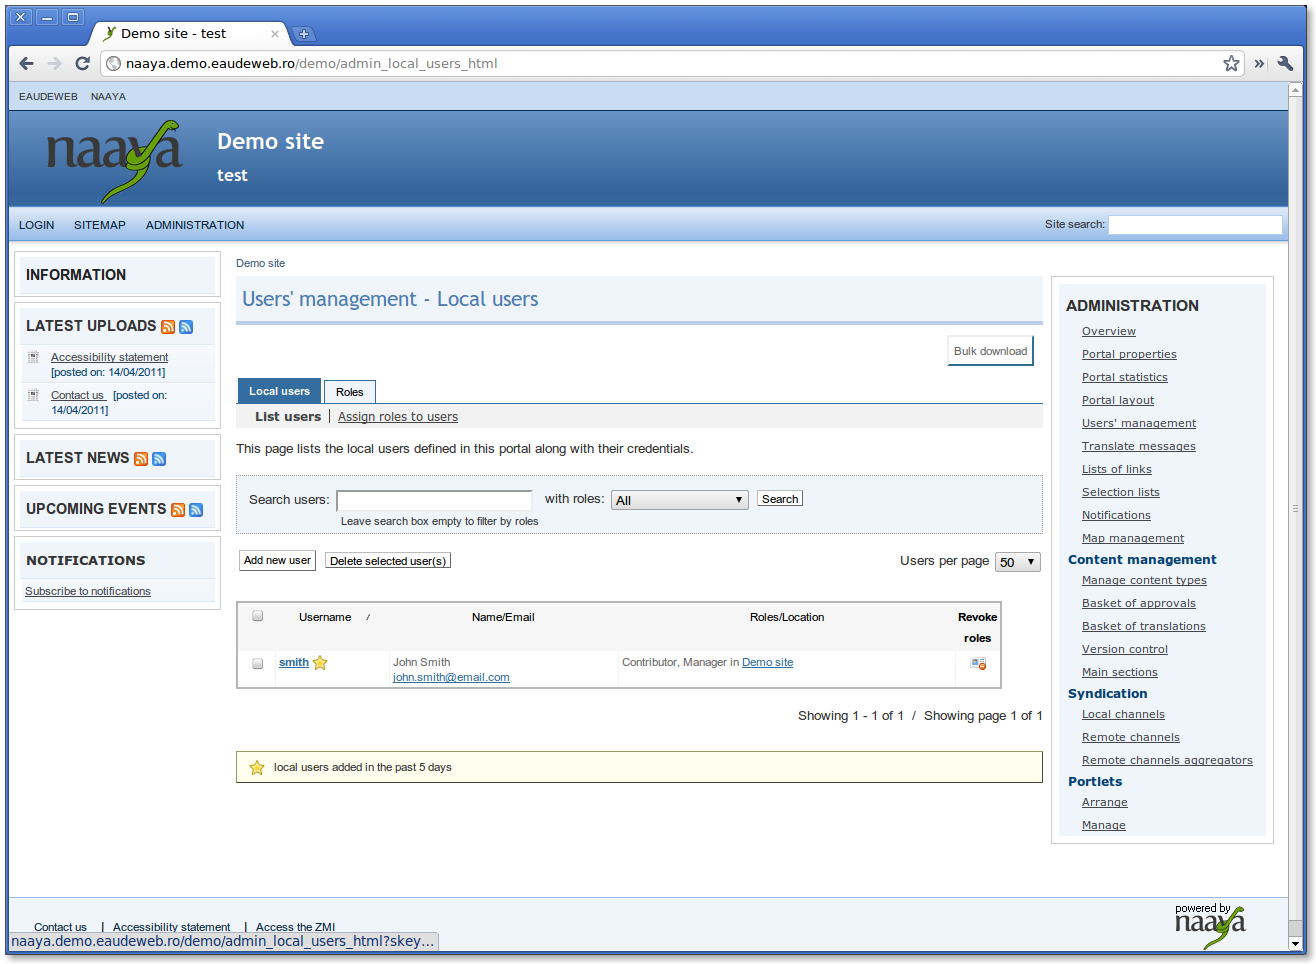 Demo site - test
naaya.demo.eaudeweb.ro/demo/admin_local_users_html
EAUDEWEB NAAYA
naaya
Demo site
test
LOGIN SITEMAP ADMINISTRATION
Site search:
INFORMATION
LATEST UPLOADS
Accessibility statement
[posted on: 14/04/2011]
Contact us [posted on:
14/04/2011]
LATEST NEWS
UPCOMING EVENTS
NOTIFICATIONS
Subscribe to notifications
Demo site
Users' management - Local users
Bulk download
Local users Roles
List users | Assign roles to users
This page lists the local users defined in this portal along with their credentials.
Search users: with roles: All Search
Leave search box empty to filter by roles
Add new user Delete selected user(s)
Users per page 50
Username / Name/Email Roles/Location Revoke
roles
smith John Smith Contributor, Manager in Demo site
john.smith@email.com
Showing 1 - 1 of 1 / Showing page 1 of 1
local users added in the past 5 days
ADMINISTRATION
Overview
Portal properties
Portal statistics
Portal layout
Users' management
Translate messages
Lists of links
Selection lists
Notifications
Map management
Content management
Manage content types
Basket of approvals
Basket of translations
Version control
Main sections
Syndication
Local channels
Remote channels
Remote channels aggregators
Portlets
Arrange
Manage
Contact us | Accessibility statement | Access the ZMI
powered by
naaya
naaya.demo.eaudeweb.ro/demo/admin_local_users_html?skey...